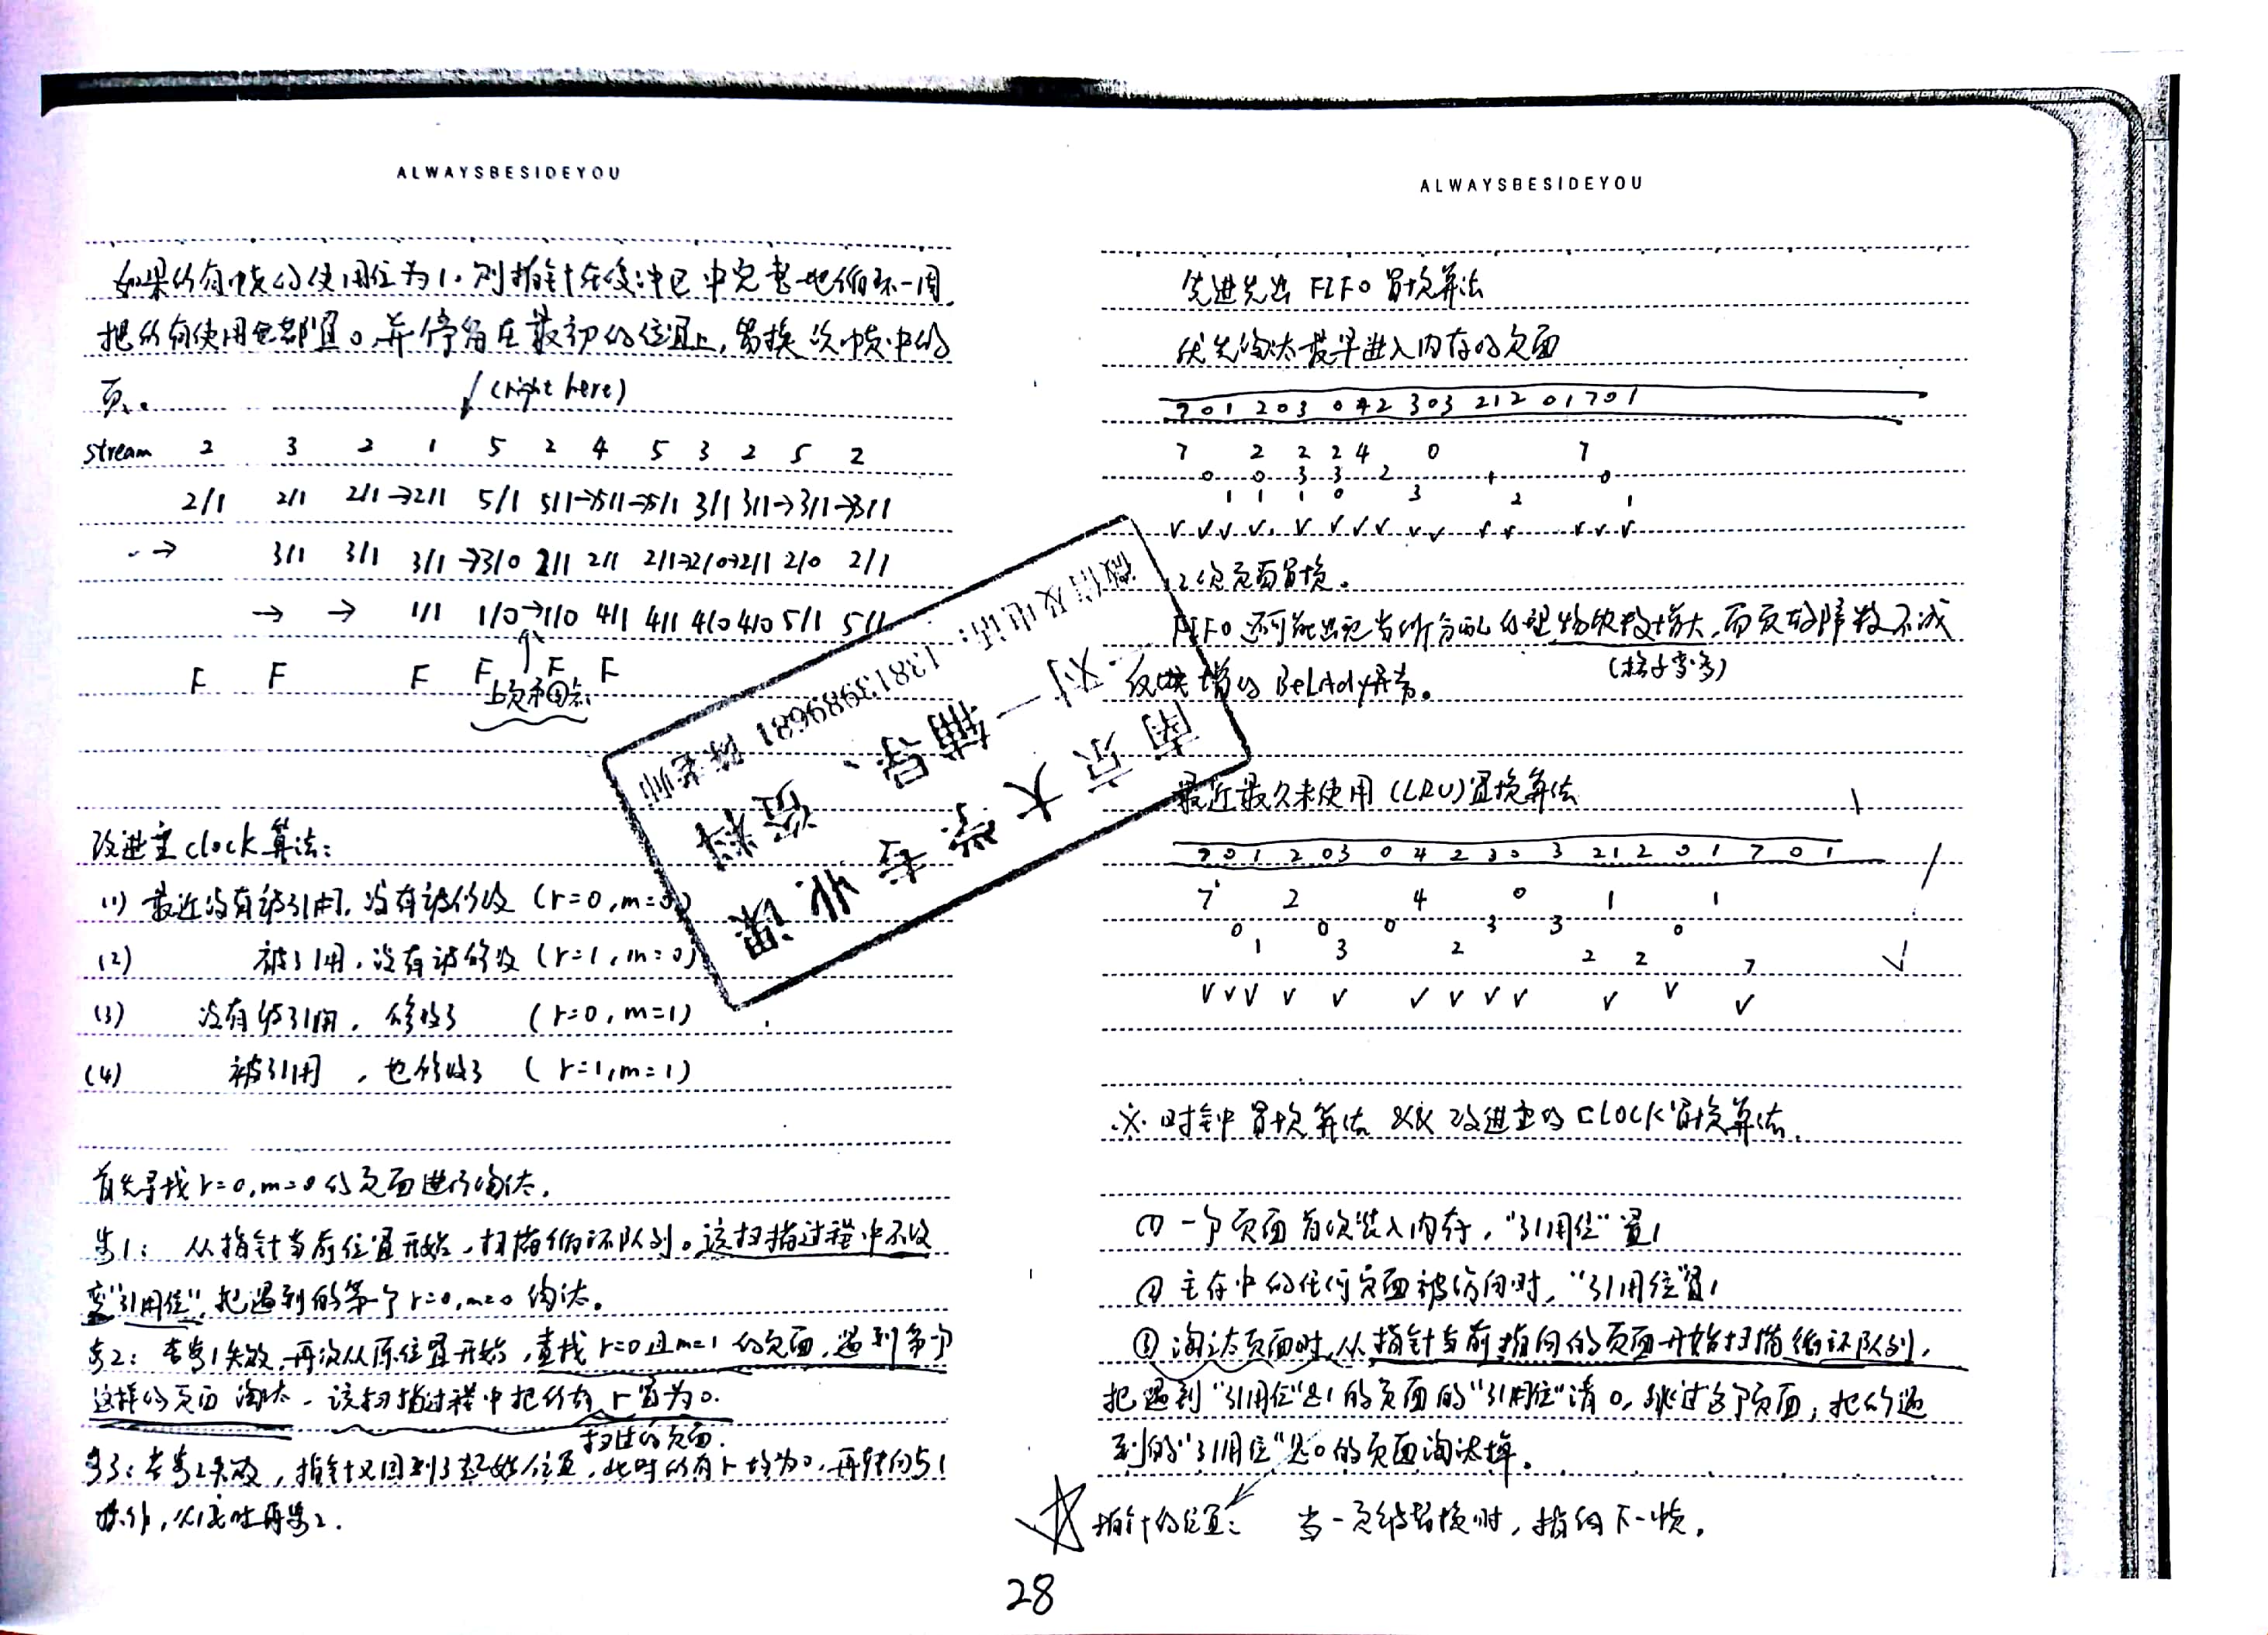 ALWAYSBESIDEYOU
如果所有帧的使用位为1,则指针在缓冲区中完整地循环一周,
把所有使用位都置0,并停留在最初的位置上,置换该帧中的
页。
(right here)
stream 2 3 2 1 5 2 4 5 3 2 5 2
2/1 2/1 2/1→2/1 5/1 5/1→5/1→5/1 3/1 3/1→3/1→3/1
→ 3/1 3/1 3/1→3/0 2/1 2/1 2/1→2/0→2/1 2/0 2/1
→ → 1/1 1/0→1/0 4/1 4/1 4/0 4/0 5/1 5/1
F F F F F F
改进型clock算法:
(1) 最近没有被引用,没有被修改 (r=0,m=0)
(2) 被引用,没有被修改 (r=1,m=0)
(3) 没有被引用, 修改了 (r=0,m=1)
(4) 被引用 ,也修改了 (r=1,m=1)
首先寻找r=0,m=0的页面进行淘汰,
步1: 从指针当前位置开始,扫描循环队列。该扫描过程中不改
变"引用位",把遇到的第一个r=0,m=0淘汰。
步2: 若步1失败,再次从原位置开始,查找r=0且m=1的页面,遇到第一个
这样的页面淘汰,该扫描过程中把所有r置为0.
扫过的页面.
步3:若步2失败,指针又回到了起始位置,此时所有r均为0,再转向步1
操作,必要时再步2.
ALWAYSBESIDEYOU
先进先出FIFO置换算法
优先淘汰最早进入内存的页面
7 0 1 2 0 3 0 4 2 3 0 3 2 1 2 0 1 7 0 1
7 2 2 2 4 0 7
0 0 3 3 2 1 0
1 1 1 0 3 2 1
✓✓✓✓ ✓ ✓✓✓ ✓✓ ✓✓ ✓✓✓
12次页面置换。
FIFO还可能出现当所分配的物理块数增大,而页故障数不减
(格子变多)
反增的Belady异常。
最近最久未使用(LRU)置换算法
7 0 1 2 0 3 0 4 2 3 0 3 2 1 2 0 1 7 0 1
7 2 4 0 1 1
0 0 0 3 3 0
1 3 2 2 2 7
✓✓✓ ✓ ✓ ✓ ✓ ✓ ✓ ✓ ✓ ✓
※ 时钟置换算法 以及 改进型的CLOCK置换算法.
① 一个页面首次装入内存,"引用位"置1
② 主存中的任何页面被访问时,"引用位"置1
③ 淘汰页面时,从指针当前指向的页面开始扫描循环队列,
把遇到"引用位"是1的页面的"引用位"清0,跳过这个页面;把所遇
到的"引用位"是0的页面淘汰掉。
☆ 指针的位置: 当一页被替换时,指向下一帧。
28
南京大学专业课
一对一辅导、资料
微信及电话:13813989681 陈老师